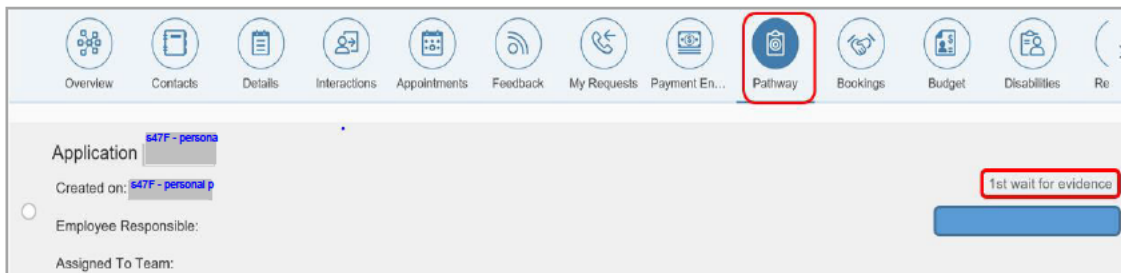 Overview Contacts Details Interactions Appointments Feedback My Requests Payment En... Pathway Bookings Budget Disabilities Re
s47F - persona
Application
Created on: s47F - personal p
1st wait for evidence
Employee Responsible:
Assigned To Team: